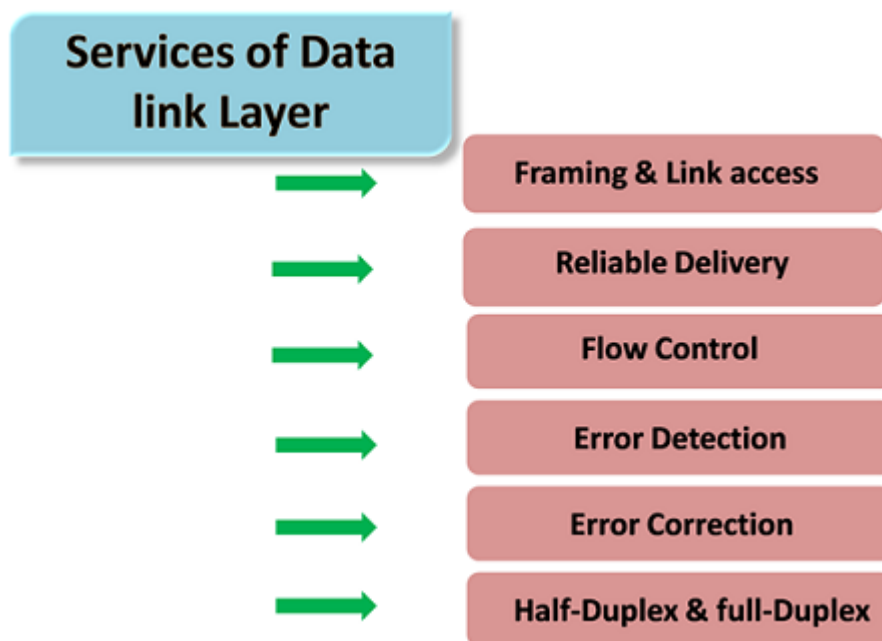 Services of Data
link Layer
Framing & Link access
Reliable Delivery
Flow Control
Error Detection
Error Correction
Half-Duplex & full-Duplex